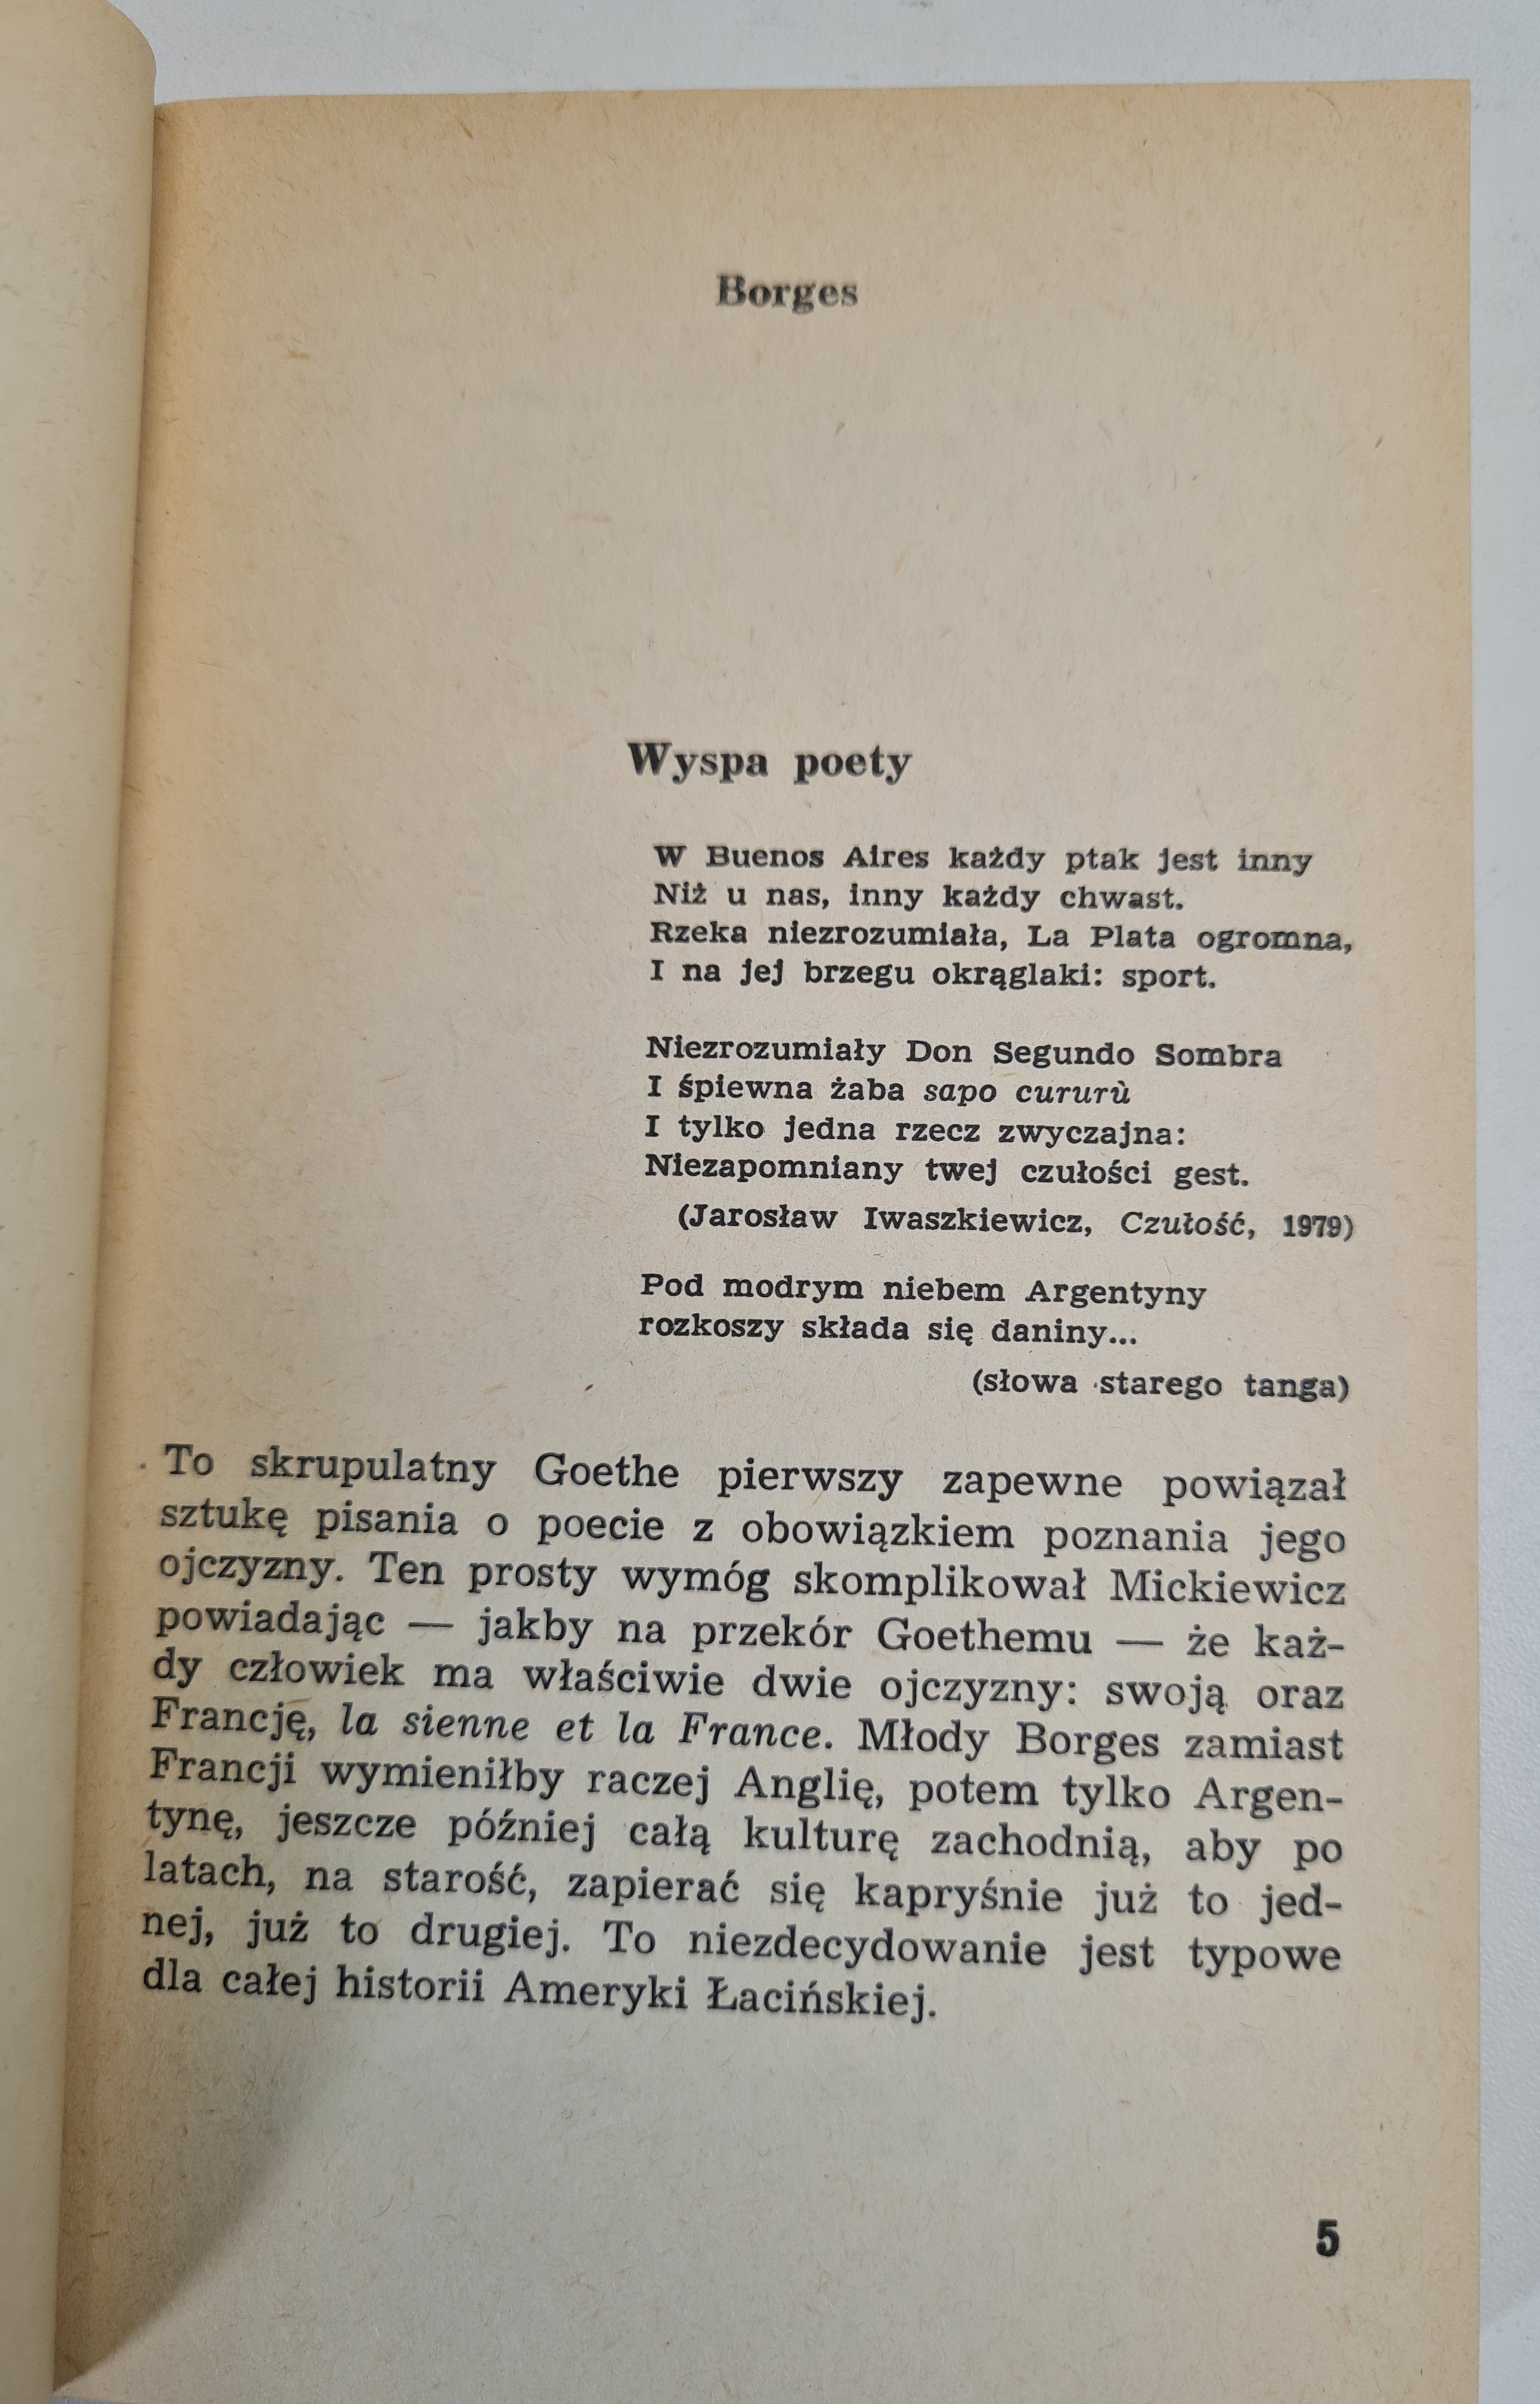 Borges
Wyspa poety
W Buenos Aires każdy ptak jest inny
Niż u nas, inny każdy chwast.
Rzeka niezrozumiała, La Plata ogromna,
I na jej brzegu okrąglaki: sport.
Niezrozumiały Don Segundo Sombra
I śpiewna żaba sapo cururù
I tylko jedna rzecz zwyczajna:
Niezapomniany twej czułości gest.
(Jarosław Iwaszkiewicz, Czułość, 1979)
Pod modrym niebem Argentyny
rozkoszy składa się daniny...
(słowa starego tanga)
To skrupulatny Goethe pierwszy zapewne powiązał
sztukę pisania o poecie z obowiązkiem poznania jego
ojczyzny. Ten prosty wymóg skomplikował Mickiewicz
powiadając — jakby na przekór Goethemu — że każ-
dy człowiek ma właściwie dwie ojczyzny: swoją oraz
Francję, la sienne et la France. Młody Borges zamiast
Francji wymieniłby raczej Anglię, potem tylko Argen-
tynę, jeszcze później całą kulturę zachodnią, aby po
latach, na starość, zapierać się kapryśnie już to jed-
nej, już to drugiej. To niezdecydowanie jest typowe
dla całej historii Ameryki Łacińskiej.
5